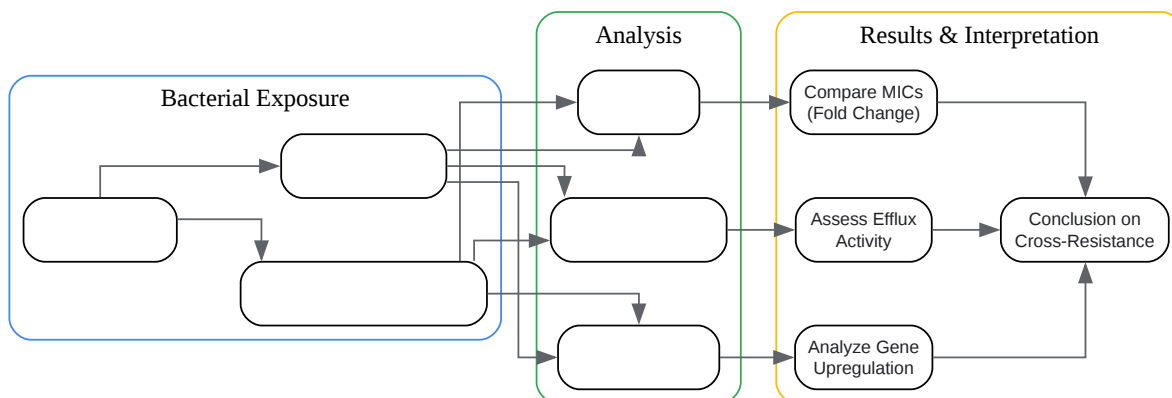 Bacterial Exposure
Analysis
Results & Interpretation
Compare MICs
(Fold Change)
Assess Efflux
Activity
Analyze Gene
Upregulation
Conclusion on
Cross-Resistance